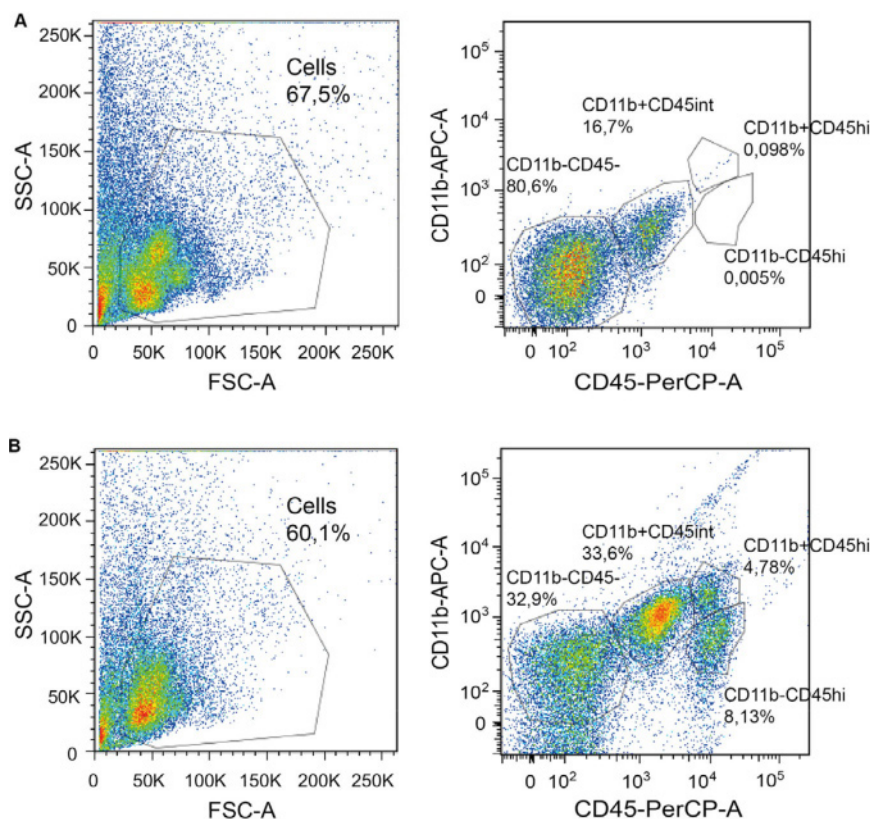 A
SSC-A
250K
200K
150K
100K
50K
0
Cells
67,5%
0
50K
100K
150K
200K
250K
FSC-A
CD11b-APC-A
10^5
10^4
10^3
10^2
0
CD11b+CD45int
16,7%
CD11b+CD45hi
0,098%
CD11b-CD45-
80,6%
CD11b-CD45hi
0,005%
0
10^2
10^3
10^4
10^5
CD45-PerCP-A
B
SSC-A
250K
200K
150K
100K
50K
0
Cells
60,1%
0
50K
100K
150K
200K
250K
FSC-A
CD11b-APC-A
10^5
10^4
10^3
10^2
0
CD11b+CD45int
33,6%
CD11b+CD45hi
4,78%
CD11b-CD45-
32,9%
CD11b-CD45hi
8,13%
0
10^2
10^3
10^4
10^5
CD45-PerCP-A